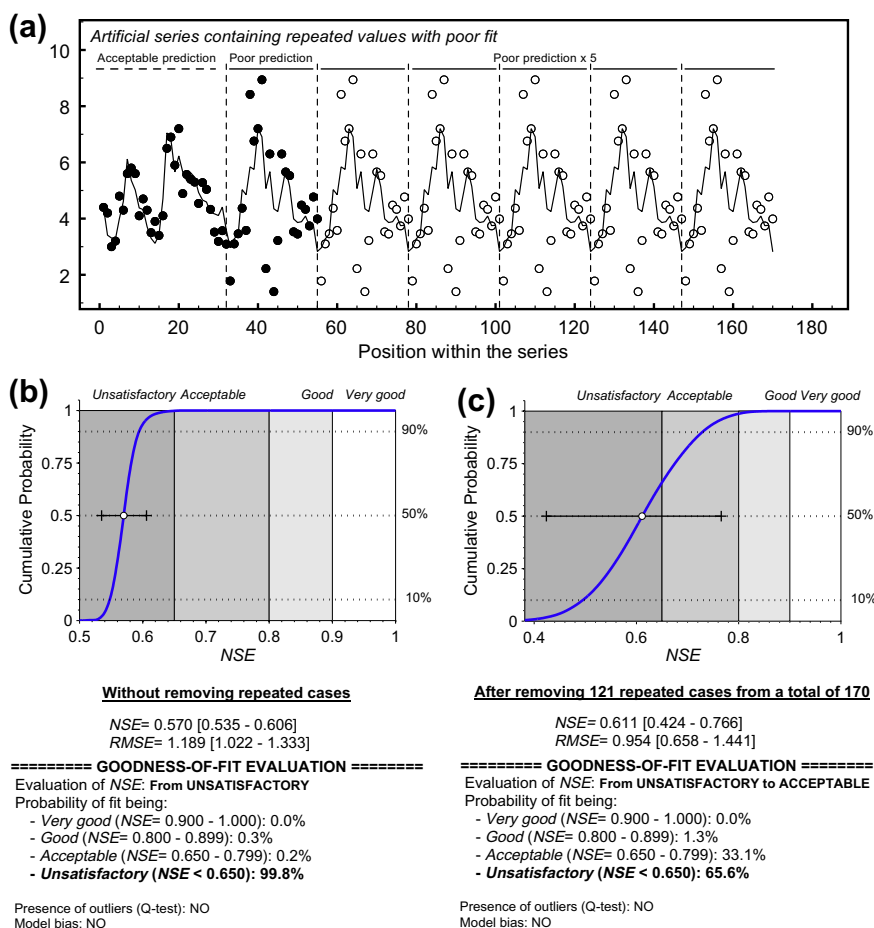 (a)
Artificial series containing repeated values with poor fit
Acceptable prediction Poor prediction Poor prediction x 5
10
8
6
4
2
0 20 40 60 80 100 120 140 160 180
Position within the series
(b)
Unsatisfactory Acceptable Good Very good
Cumulative Probability
1
0.75
0.5
0.25
0
90%
50%
10%
0.5 0.6 0.7 0.8 0.9 1
NSE
Without removing repeated cases
NSE= 0.570 [0.535 - 0.606]
RMSE= 1.189 [1.022 - 1.333]
========= GOODNESS-OF-FIT EVALUATION ========
Evaluation of NSE: From UNSATISFACTORY
Probability of fit being:
- Very good (NSE= 0.900 - 1.000): 0.0%
- Good (NSE= 0.800 - 0.899): 0.3%
- Acceptable (NSE= 0.650 - 0.799): 0.2%
- Unsatisfactory (NSE < 0.650): 99.8%
Presence of outliers (Q-test): NO
Model bias: NO
(c)
Unsatisfactory Acceptable Good Very good
Cumulative Probability
1
0.75
0.5
0.25
0
90%
50%
10%
0.4 0.6 0.8 1
NSE
After removing 121 repeated cases from a total of 170
NSE= 0.611 [0.424 - 0.766]
RMSE= 0.954 [0.658 - 1.441]
========= GOODNESS-OF-FIT EVALUATION ========
Evaluation of NSE: From UNSATISFACTORY to ACCEPTABLE
Probability of fit being:
- Very good (NSE= 0.900 - 1.000): 0.0%
- Good (NSE= 0.800 - 0.899): 1.3%
- Acceptable (NSE= 0.650 - 0.799): 33.1%
- Unsatisfactory (NSE < 0.650): 65.6%
Presence of outliers (Q-test): NO
Model bias: NO